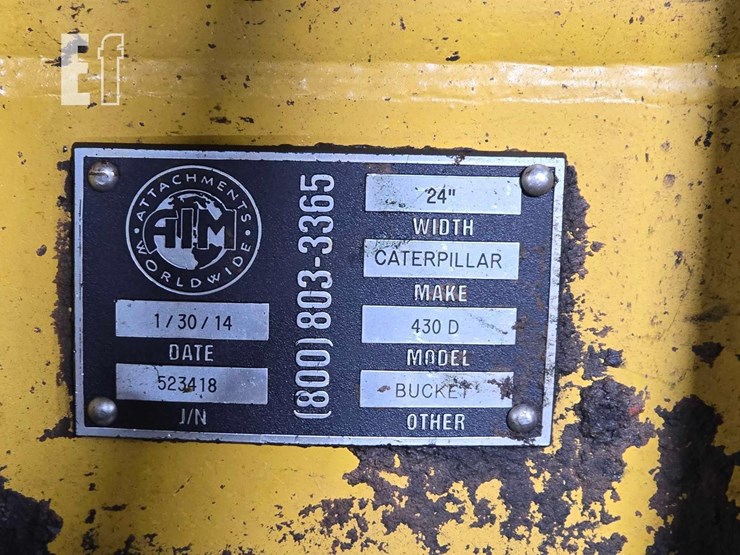 Ef
ATTACHMENTS
AIM
WORLDWIDE
1/30/14
DATE
523418
J/N
(800) 803-3365
24"
WIDTH
CATERPILLAR
MAKE
430 D
MODEL
BUCKET
OTHER